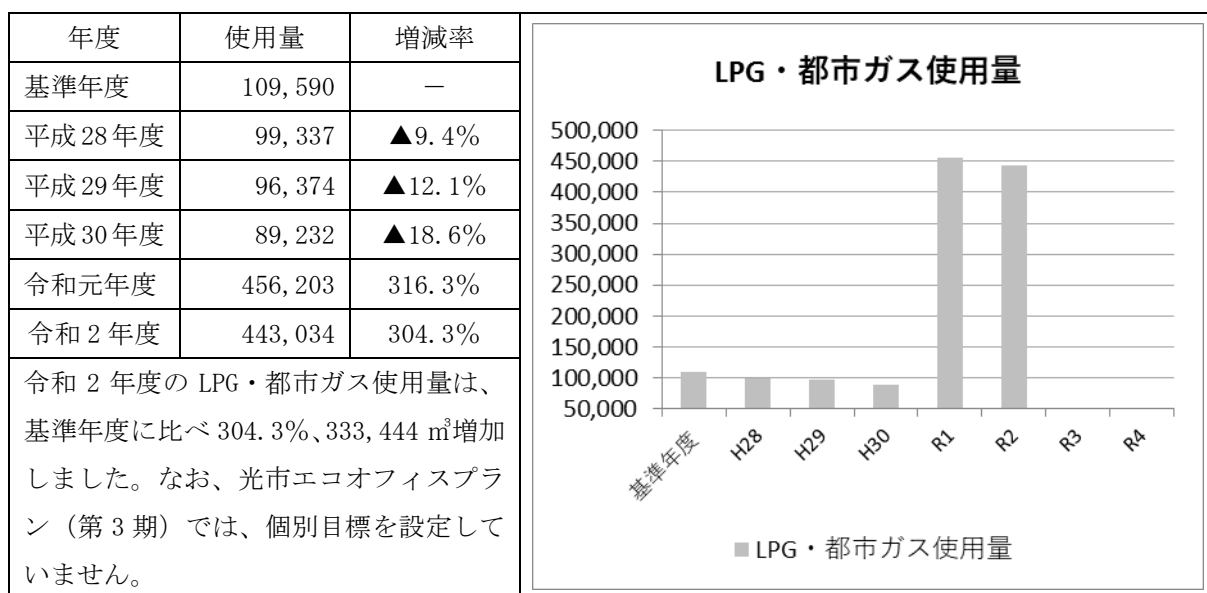 年度 使用量 増減率
基準年度 109,590 －
平成28年度 99,337 ▲9.4%
平成29年度 96,374 ▲12.1%
平成30年度 89,232 ▲18.6%
令和元年度 456,203 316.3%
令和2年度 443,034 304.3%
令和 2 年度の LPG・都市ガス使用量は、
基準年度に比べ 304.3%、333,444 ㎥増加
しました。なお、光市エコオフィスプラ
ン（第 3 期）では、個別目標を設定して
いません。
LPG・都市ガス使用量
500,000
450,000
400,000
350,000
300,000
250,000
200,000
150,000
100,000
50,000
基準年度 H28 H29 H30 R1 R2 R3 R4
LPG・都市ガス使用量